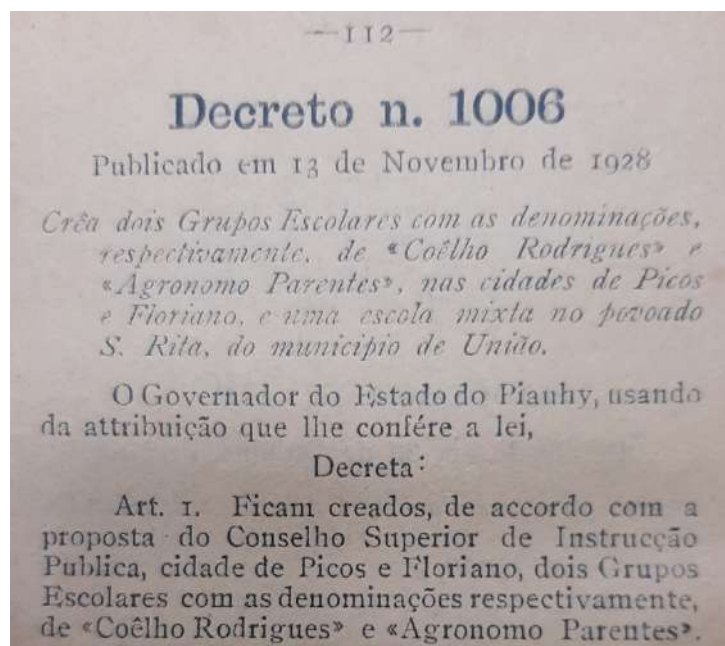 —112—
Decreto n. 1006
Publicado em 13 de Novembro de 1928
Crêa dois Grupos Escolares com as denominações,
respectivamente, de «Coêlho Rodrigues» e
«Agronomo Parentes», nas cidades de Picos
e Floriano, e uma escola mixta no povoado
S. Rita, do municipio de União.
O Governador do Estado do Piauhy, usando
da attribuição que lhe confére a lei,
Decreta:
Art. 1. Ficam creados, de accordo com a
proposta do Conselho Superior de Instrucção
Publica, cidade de Picos e Floriano, dois Grupos
Escolares com as denominações respectivamente,
de «Coêlho Rodrigues» e «Agronomo Parentes».